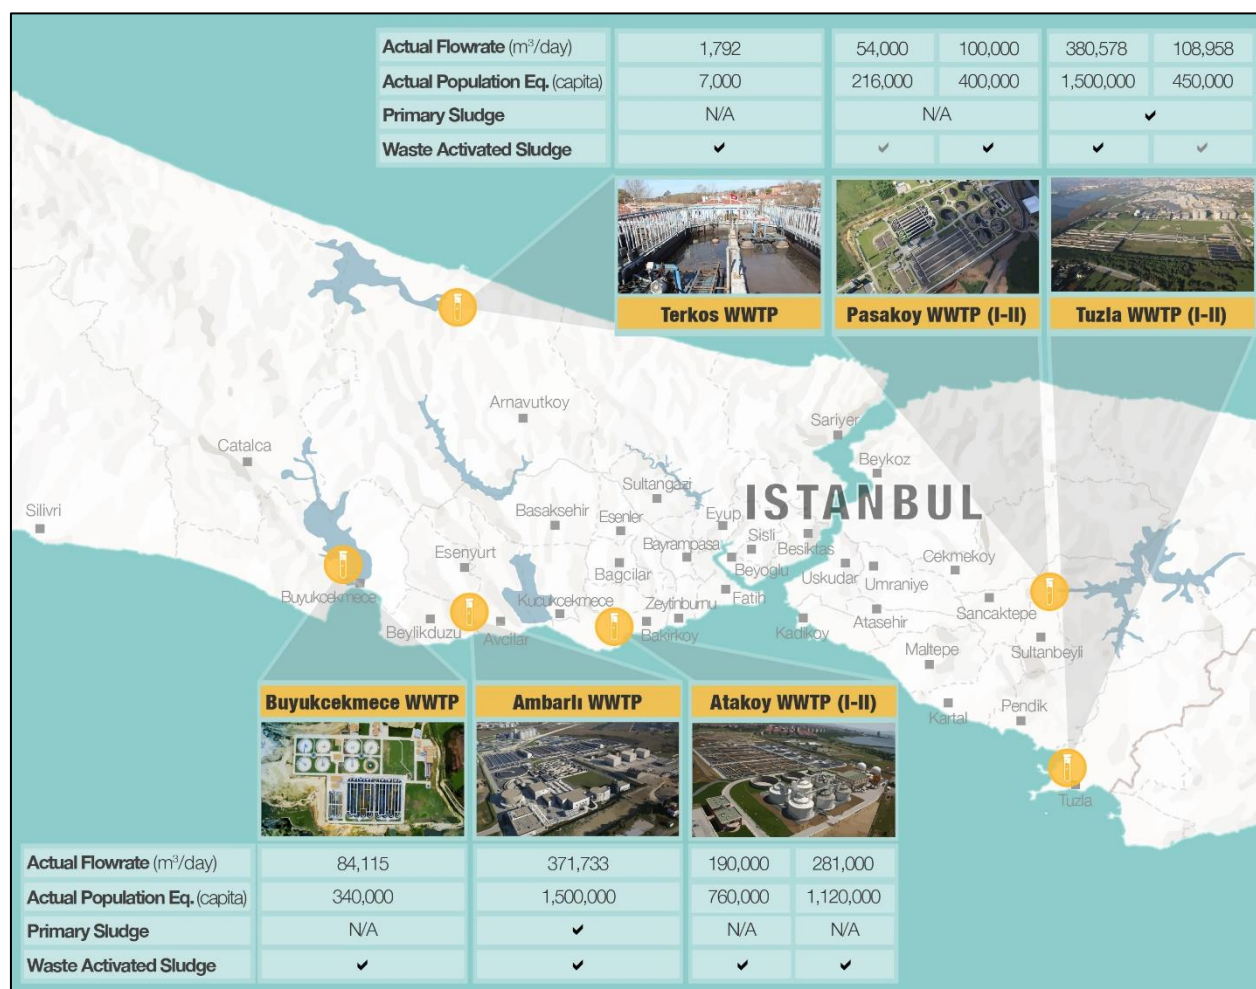 Actual Flowrate (m³/day) 1,792 54,000 100,000 380,578 108,958
Actual Population Eq. (capita) 7,000 216,000 400,000 1,500,000 450,000
Primary Sludge N/A N/A ✔
Waste Activated Sludge ✔ ✔ ✔ ✔ ✔
Terkos WWTP Pasakoy WWTP (I-II) Tuzla WWTP (I-II)
Arnavutkoy
Sariyer
Catalca
Beykoz
Sultangazi
ISTANBUL
Silivri
Basaksehir
Esenler
Eyup
Sisli
Besiktas
Esenyurt
Bayrampasa
Beyoglu
Cekmekoy
Bagcilar
Uskudar
Umraniye
Buyukcekmece
Kucukcekmece
Zeytinburnu
Fatih
Sancaktepe
Beylikduzu
Avcilar
Bakirkoy
Kadikoy
Atasehir
Maltepe
Sultanbeyli
Kartal
Pendik
Tuzla
Buyukcekmece WWTP Ambarlı WWTP Atakoy WWTP (I-II)
Actual Flowrate (m³/day) 84,115 371,733 190,000 281,000
Actual Population Eq. (capita) 340,000 1,500,000 760,000 1,120,000
Primary Sludge N/A ✔ N/A N/A
Waste Activated Sludge ✔ ✔ ✔ ✔